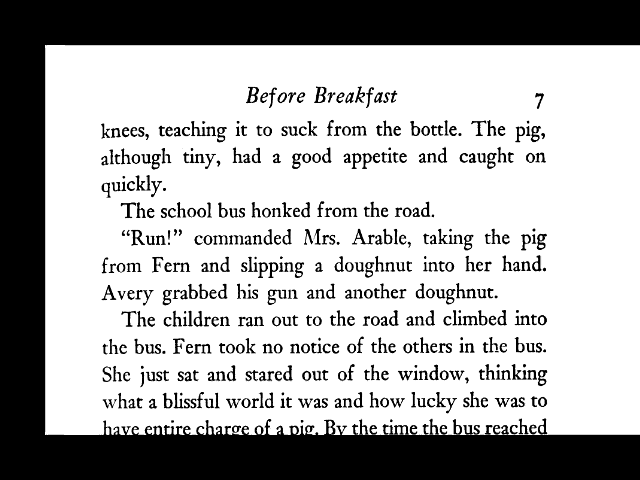 Before Breakfast 7
knees, teaching it to suck from the bottle. The pig,
although tiny, had a good appetite and caught on
quickly.
The school bus honked from the road.
“Run!” commanded Mrs. Arable, taking the pig
from Fern and slipping a doughnut into her hand.
Avery grabbed his gun and another doughnut.
The children ran out to the road and climbed into
the bus. Fern took no notice of the others in the bus.
She just sat and stared out of the window, thinking
what a blissful world it was and how lucky she was to
have entire charge of a pig. By the time the bus reached